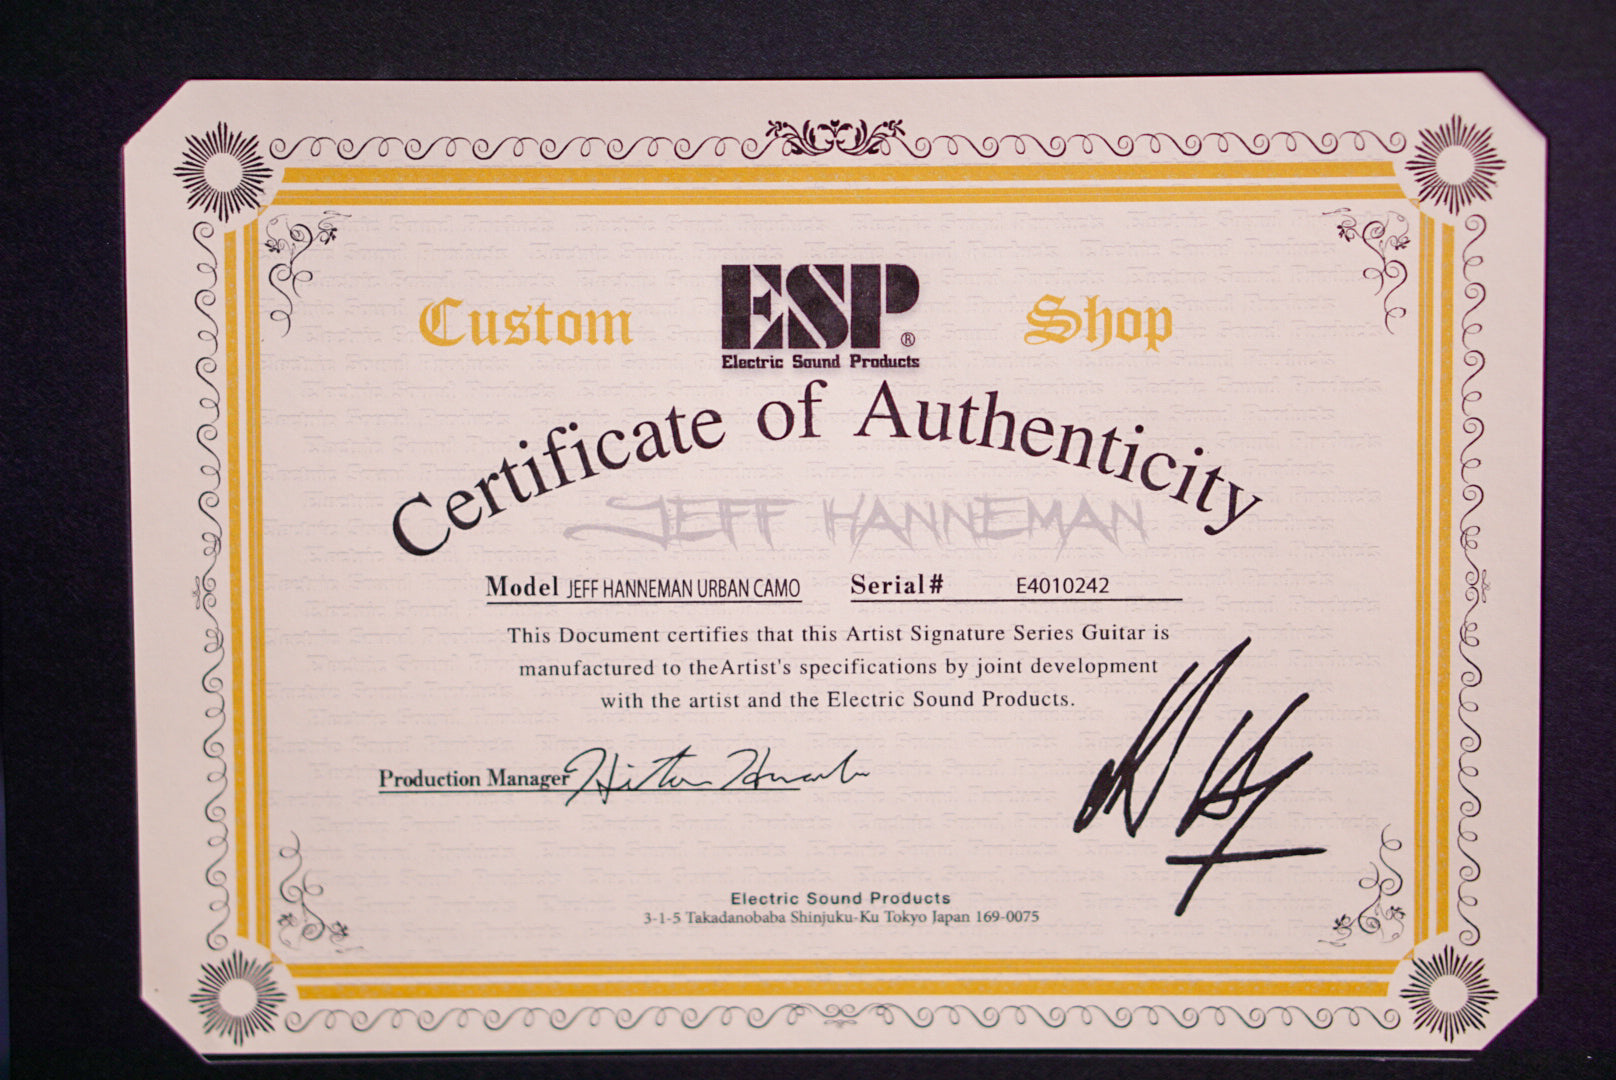 Custom ESP® Shop
Electric Sound Products
Certificate of Authenticity
JEFF HANNEMAN
Model JEFF HANNEMAN URBAN CAMO Serial# E4010242
This Document certifies that this Artist Signature Series Guitar is
manufactured to theArtist's specifications by joint development
with the artist and the Electric Sound Products.
Production Manager
Electric Sound Products
3-1-5 Takadanobaba Shinjuku-Ku Tokyo Japan 169-0075